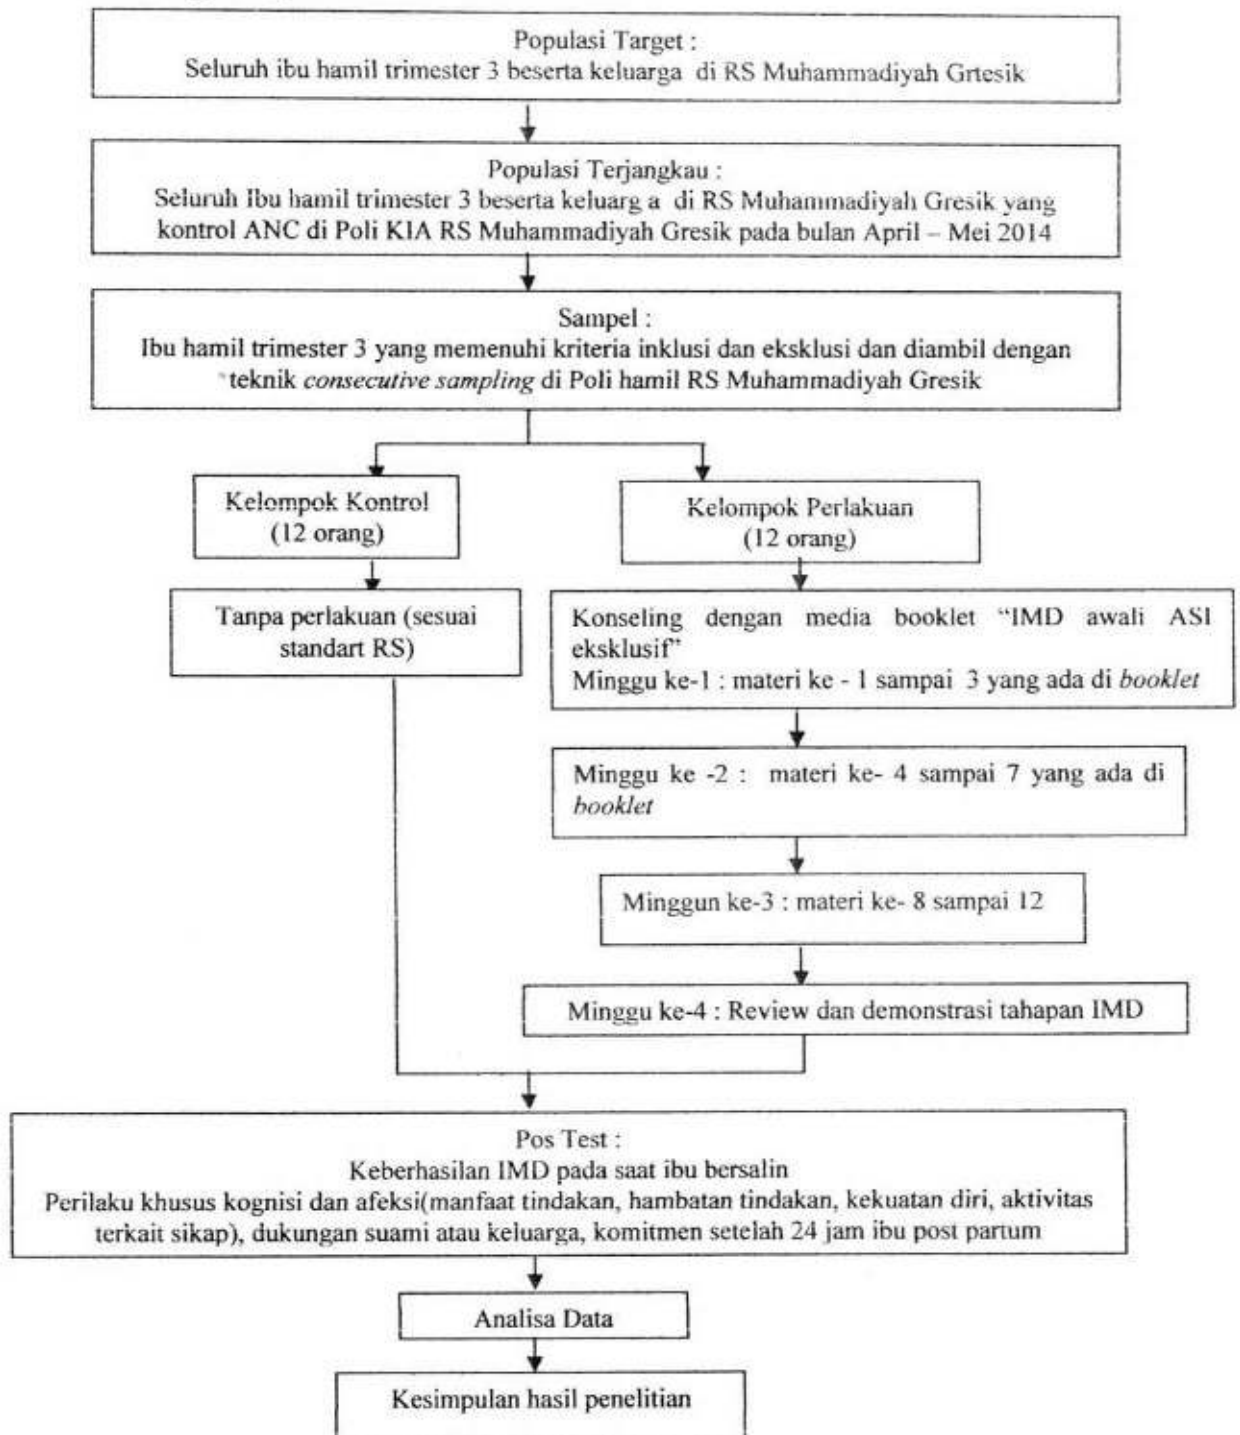 Populasi Target :
Seluruh ibu hamil trimester 3 beserta keluarga di RS Muhammadiyah Grtesik
Populasi Terjangkau :
Seluruh Ibu hamil trimester 3 beserta keluarg a di RS Muhammadiyah Gresik yang
kontrol ANC di Poli KIA RS Muhammadiyah Gresik pada bulan April – Mei 2014
Sampel :
Ibu hamil trimester 3 yang memenuhi kriteria inklusi dan eksklusi dan diambil dengan
teknik consecutive sampling di Poli hamil RS Muhammadiyah Gresik
Kelompok Kontrol
(12 orang)
Kelompok Perlakuan
(12 orang)
Tanpa perlakuan (sesuai
standart RS)
Konseling dengan media booklet “IMD awali ASI
eksklusif”
Minggu ke-1 : materi ke - 1 sampai 3 yang ada di booklet
Minggu ke -2 : materi ke- 4 sampai 7 yang ada di
booklet
Minggun ke-3 : materi ke- 8 sampai 12
Minggu ke-4 : Review dan demonstrasi tahapan IMD
Pos Test :
Keberhasilan IMD pada saat ibu bersalin
Perilaku khusus kognisi dan afeksi(manfaat tindakan, hambatan tindakan, kekuatan diri, aktivitas
terkait sikap), dukungan suami atau keluarga, komitmen setelah 24 jam ibu post partum
Analisa Data
Kesimpulan hasil penelitian